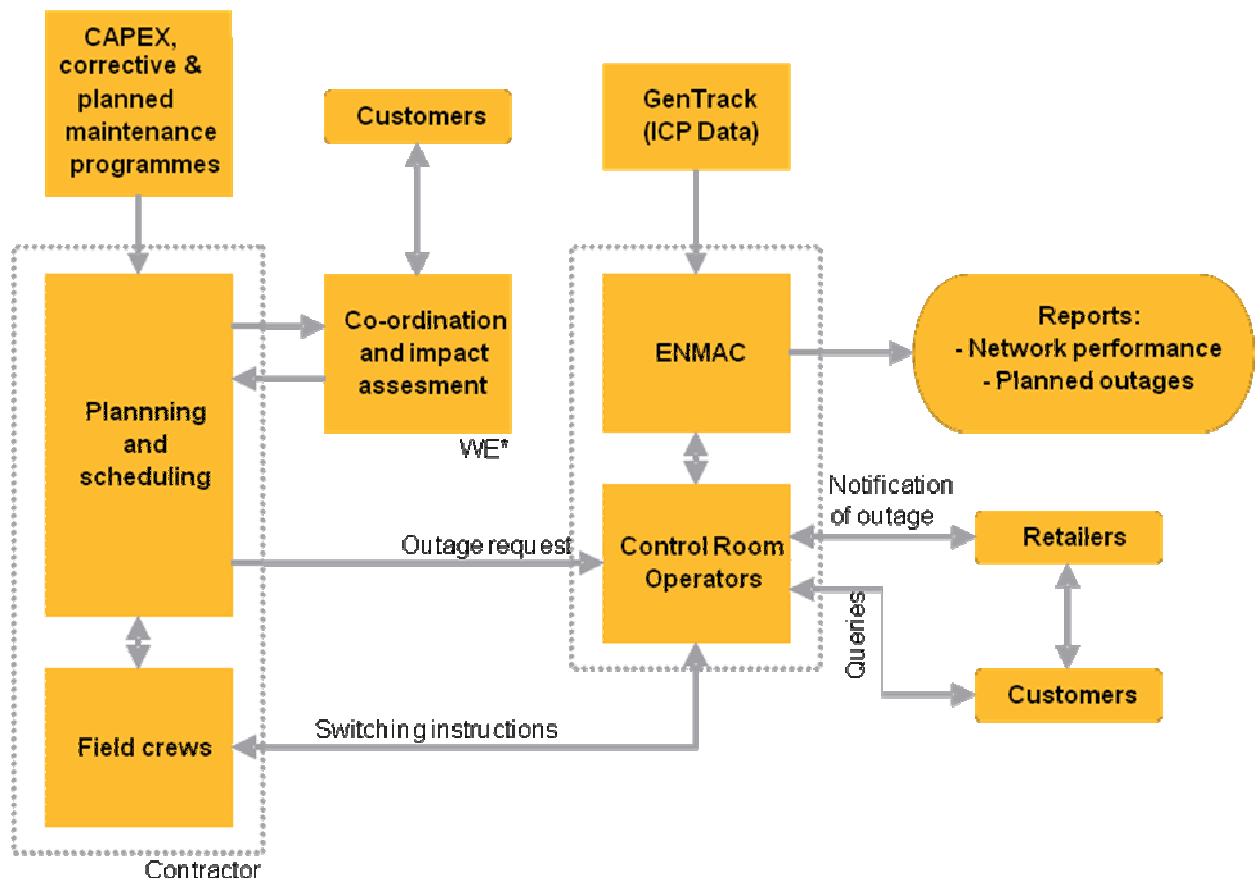 CAPEX,
corrective &
planned
maintenance
programmes
Customers
GenTrack
(ICP Data)
Plannning
and
scheduling
Co-ordination
and impact
assesment
WE*
ENMAC
Reports:
- Network performance
- Planned outages
Outage request
Control Room
Operators
Notification
of outage
Retailers
Queries
Customers
Field crews
Switching instructions
Contractor